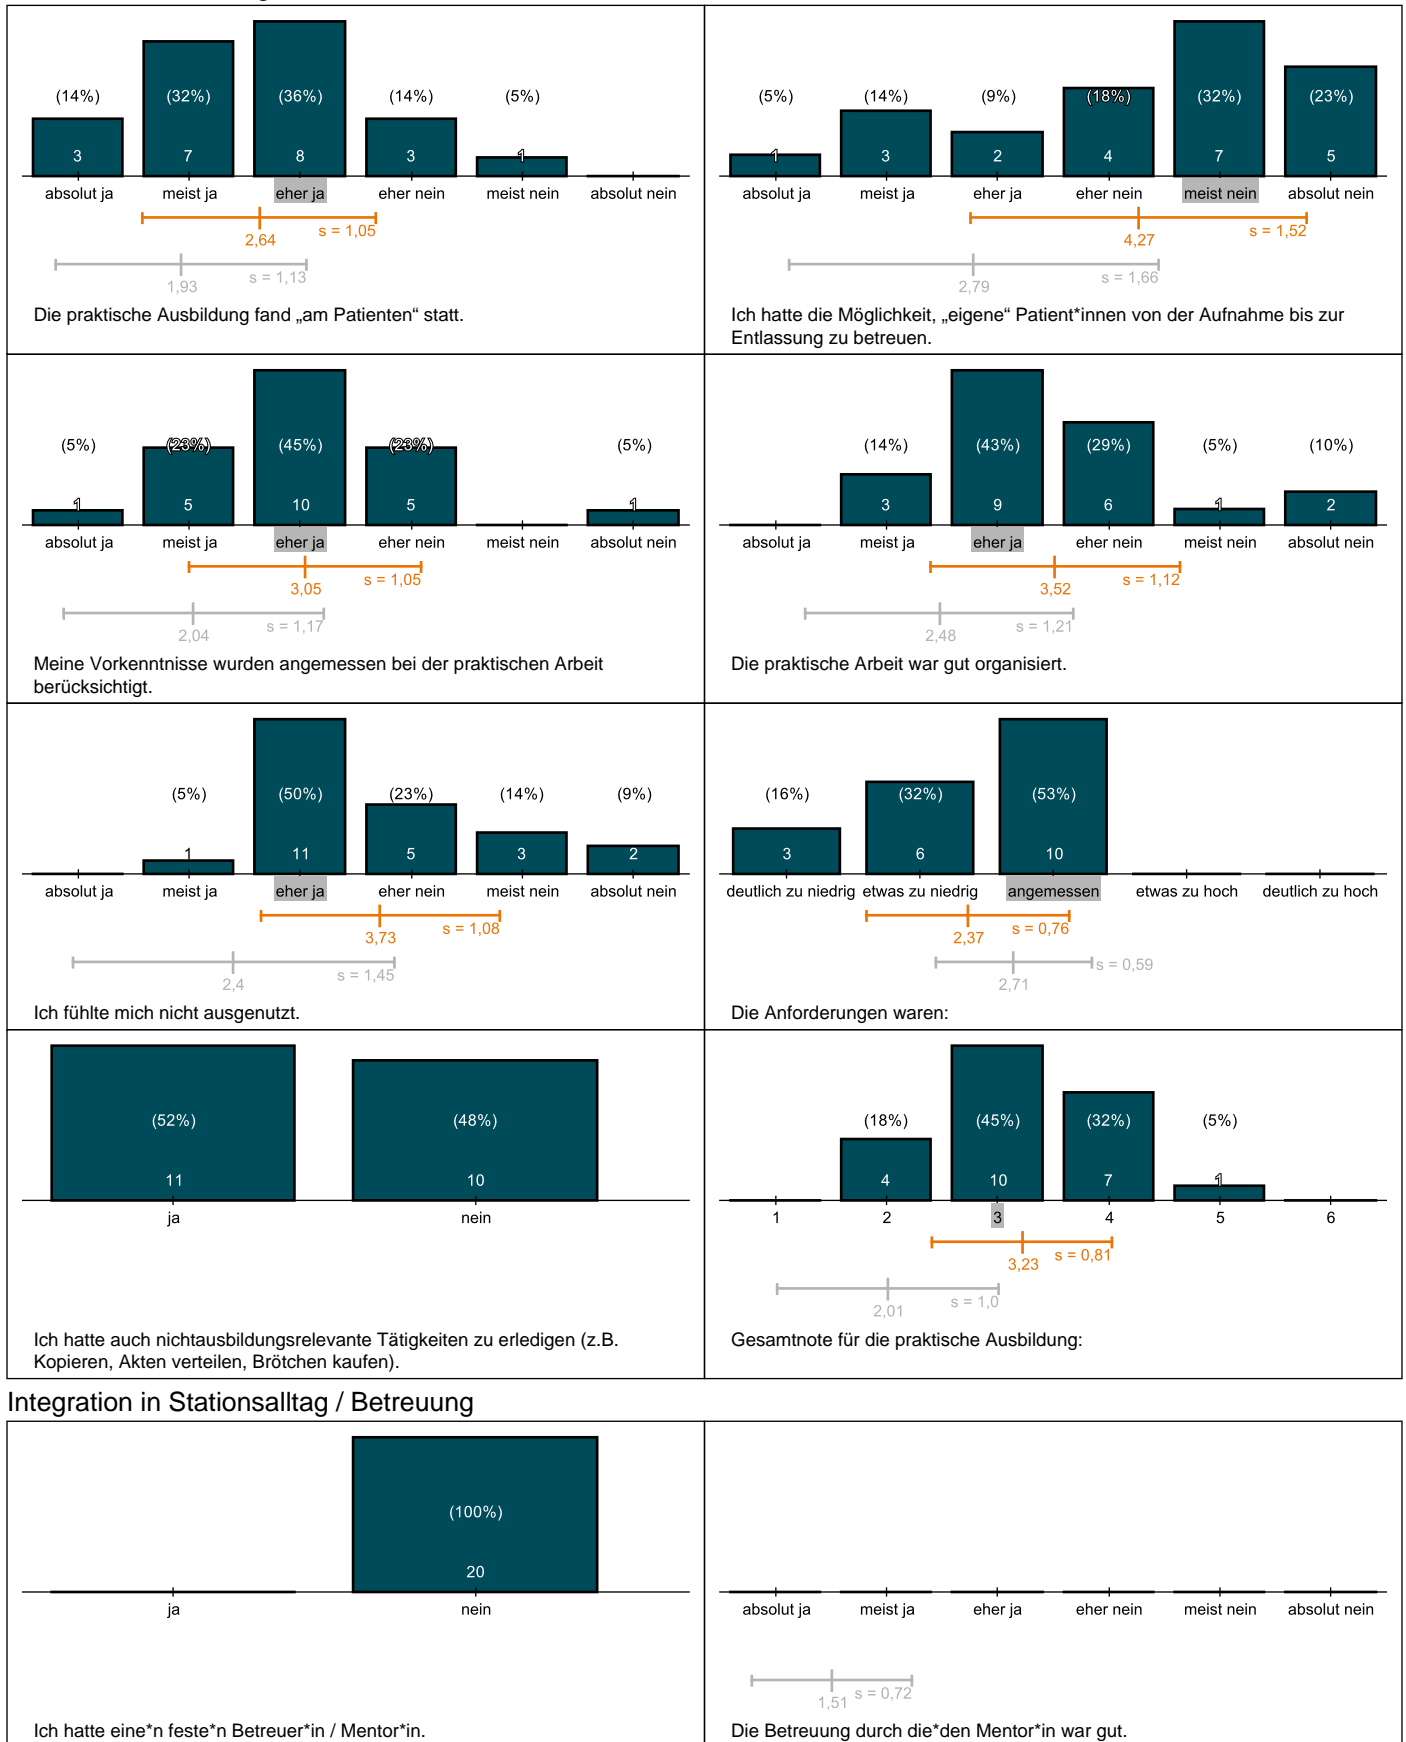 (14%) (32%) (36%) (14%) (5%)
3 7 8 3 1
absolut ja meist ja eher ja eher nein meist nein absolut nein
2,64 s = 1,05
1,93 s = 1,13
Die praktische Ausbildung fand „am Patienten“ statt.
(5%) (14%) (9%) (18%) (32%) (23%)
1 3 2 4 7 5
absolut ja meist ja eher ja eher nein meist nein absolut nein
4,27 s = 1,52
2,79 s = 1,66
Ich hatte die Möglichkeit, „eigene“ Patient*innen von der Aufnahme bis zur
Entlassung zu betreuen.
(5%) (23%) (45%) (23%) (5%)
1 5 10 5 1
absolut ja meist ja eher ja eher nein meist nein absolut nein
3,05 s = 1,05
2,04 s = 1,17
Meine Vorkenntnisse wurden angemessen bei der praktischen Arbeit
berücksichtigt.
(14%) (43%) (29%) (5%) (10%)
3 9 6 1 2
absolut ja meist ja eher ja eher nein meist nein absolut nein
3,52 s = 1,12
2,48 s = 1,21
Die praktische Arbeit war gut organisiert.
(5%) (50%) (23%) (14%) (9%)
1 11 5 3 2
absolut ja meist ja eher ja eher nein meist nein absolut nein
3,73 s = 1,08
2,4 s = 1,45
Ich fühlte mich nicht ausgenutzt.
(16%) (32%) (53%)
3 6 10
deutlich zu niedrig etwas zu niedrig angemessen etwas zu hoch deutlich zu hoch
2,37 s = 0,76
2,71 s = 0,59
Die Anforderungen waren:
(52%) (48%)
11 10
ja nein
Ich hatte auch nichtausbildungsrelevante Tätigkeiten zu erledigen (z.B.
Kopieren, Akten verteilen, Brötchen kaufen).
(18%) (45%) (32%) (5%)
4 10 7 1
1 2 3 4 5 6
3,23 s = 0,81
2,01 s = 1,0
Gesamtnote für die praktische Ausbildung:
Integration in Stationsalltag / Betreuung
(100%)
20
ja nein
Ich hatte eine*n feste*n Betreuer*in / Mentor*in.
absolut ja meist ja eher ja eher nein meist nein absolut nein
1,51 s = 0,72
Die Betreuung durch die*den Mentor*in war gut.